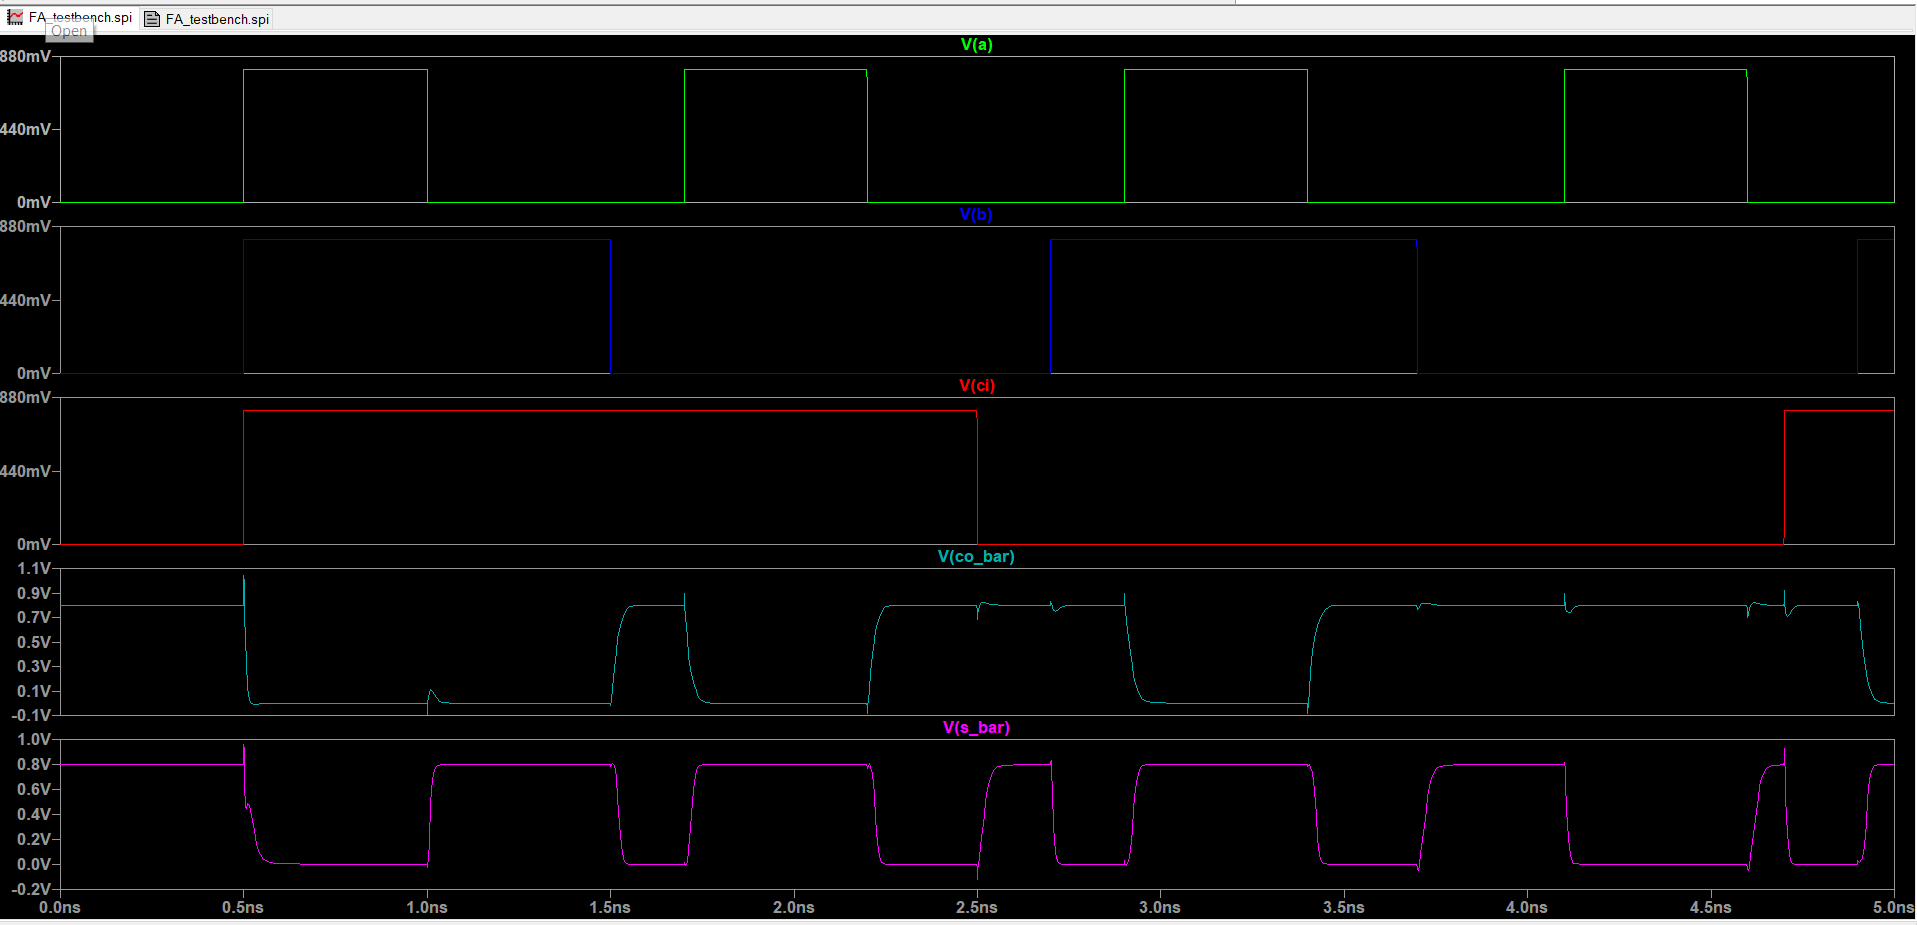 FA_testbench.spi FA_testbench.spi
Open
V(a)
880mV
440mV
0mV
V(b)
880mV
440mV
0mV
V(ci)
880mV
440mV
0mV
V(co_bar)
1.1V
0.9V
0.7V
0.5V
0.3V
0.1V
-0.1V
V(s_bar)
1.0V
0.8V
0.6V
0.4V
0.2V
0.0V
-0.2V
0.0ns 0.5ns 1.0ns 1.5ns 2.0ns 2.5ns 3.0ns 3.5ns 4.0ns 4.5ns 5.0ns